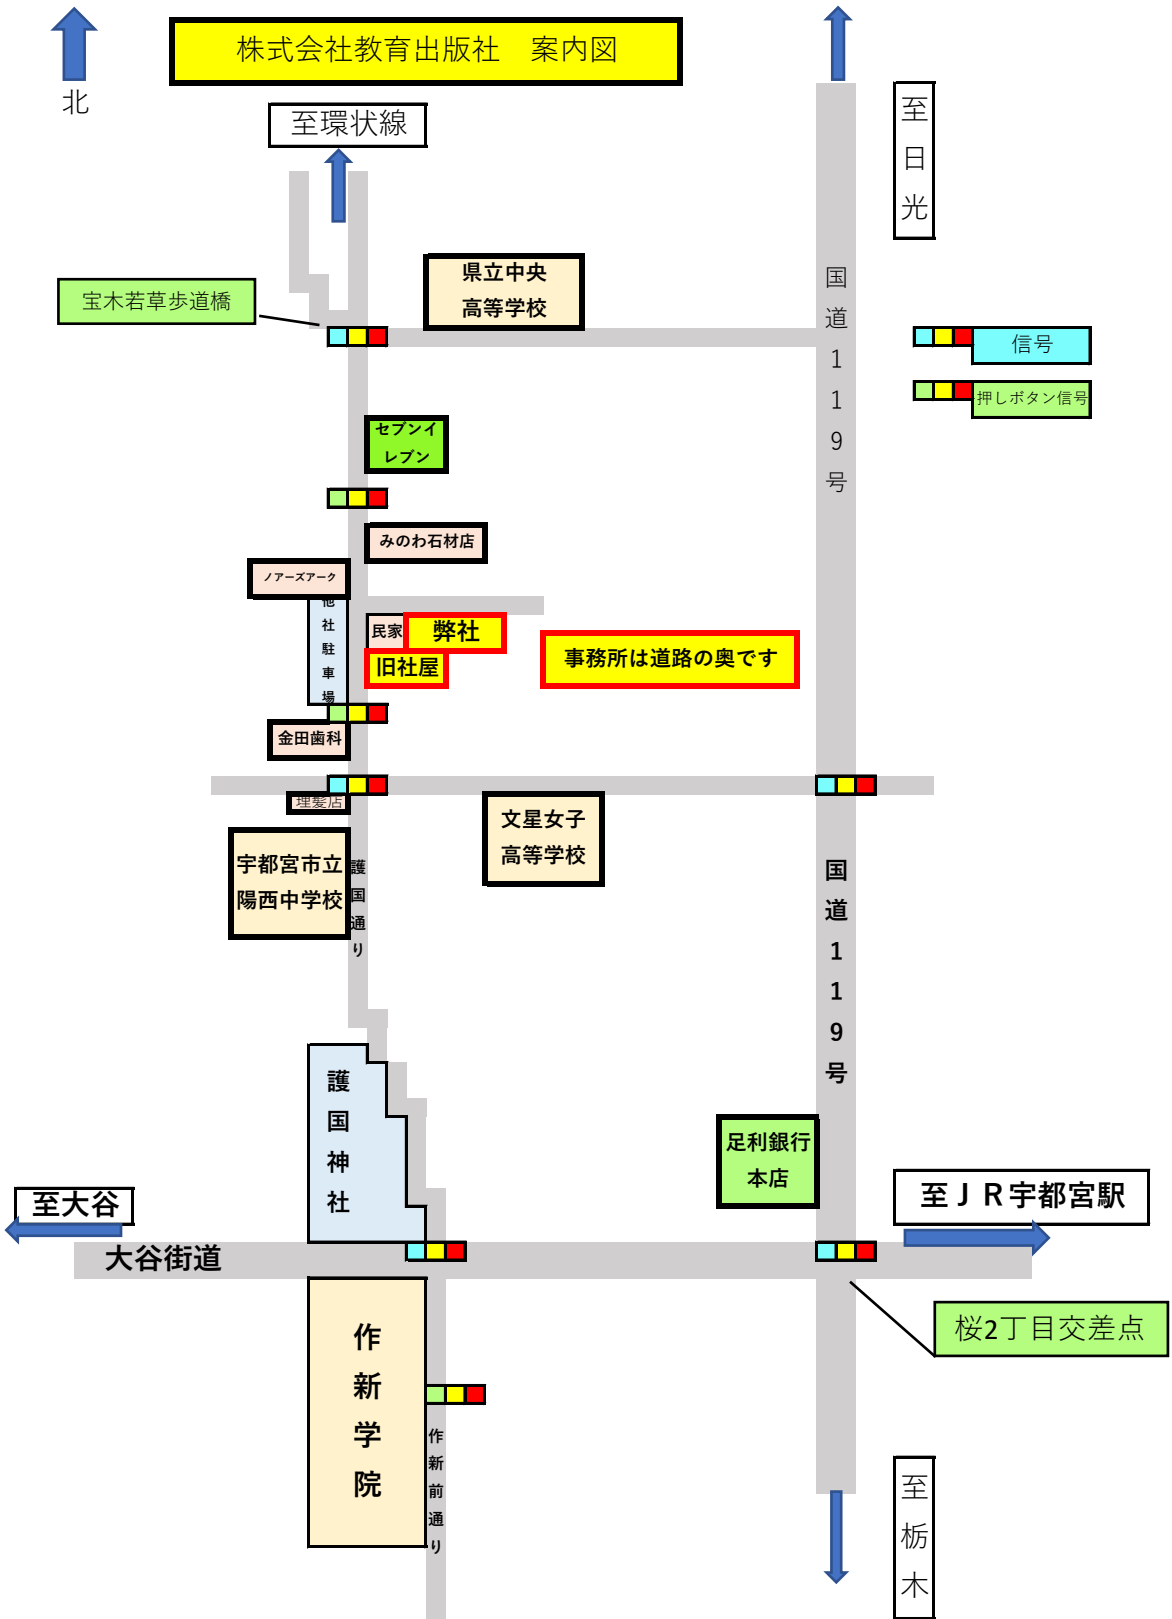 株式会社教育出版社　案内図
北
至環状線
至日光
県立中央
高等学校
宝木若草歩道橋
国道119号
信号
押しボタン信号
セブンイ
レブン
みのわ石材店
ノアーズアーク
他社駐車場
民家
弊社
旧社屋
事務所は道路の奥です
金田歯科
理髪店
文星女子
高等学校
宇都宮市立
陽西中学校
護国通り
国道119号
護国神社
足利銀行
本店
至大谷
至ＪＲ宇都宮駅
大谷街道
桜2丁目交差点
作新学院
作新前通り
至栃木